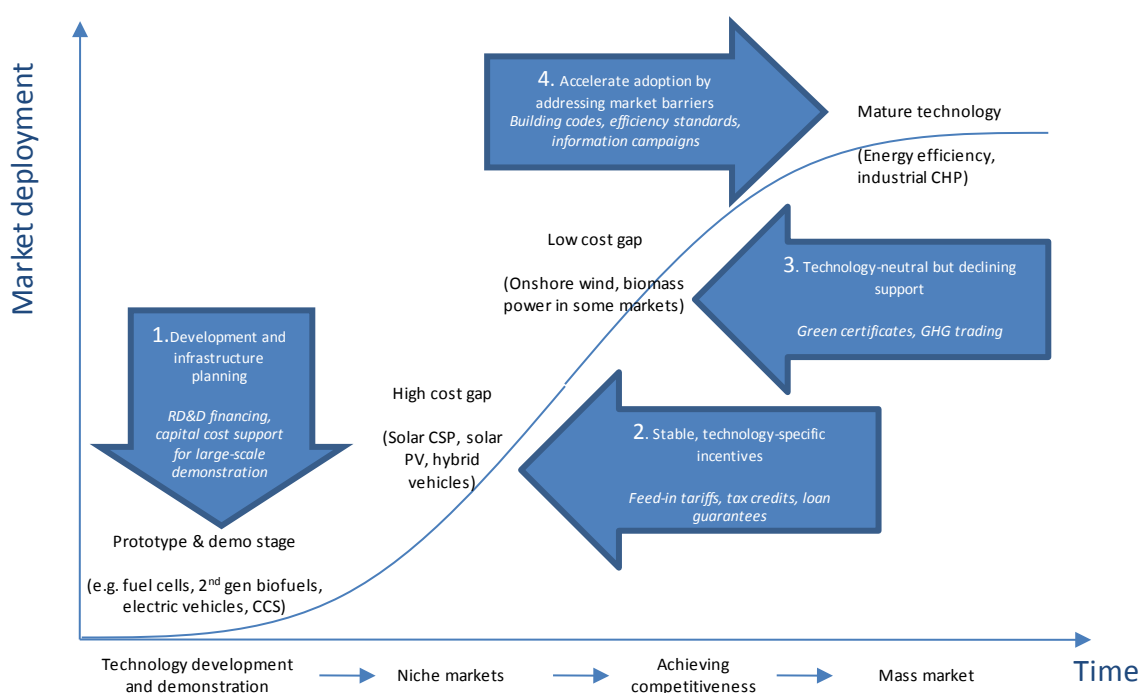 Market deployment
4. Accelerate adoption by
addressing market barriers
Building codes, efficiency standards,
information campaigns
Mature technology
(Energy efficiency,
industrial CHP)
Low cost gap
(Onshore wind, biomass
power in some markets)
3. Technology-neutral but declining
support
Green certificates, GHG trading
1.Development and
infrastructure
planning
RD&D financing,
capital cost support
for large-scale
demonstration
High cost gap
(Solar CSP, solar
PV, hybrid
vehicles)
2. Stable, technology-specific
incentives
Feed-in tariffs, tax credits, loan
guarantees
Prototype & demo stage
(e.g. fuel cells, 2nd gen biofuels,
electric vehicles, CCS)
Technology development
and demonstration
Niche markets
Achieving
competitiveness
Mass market
Time